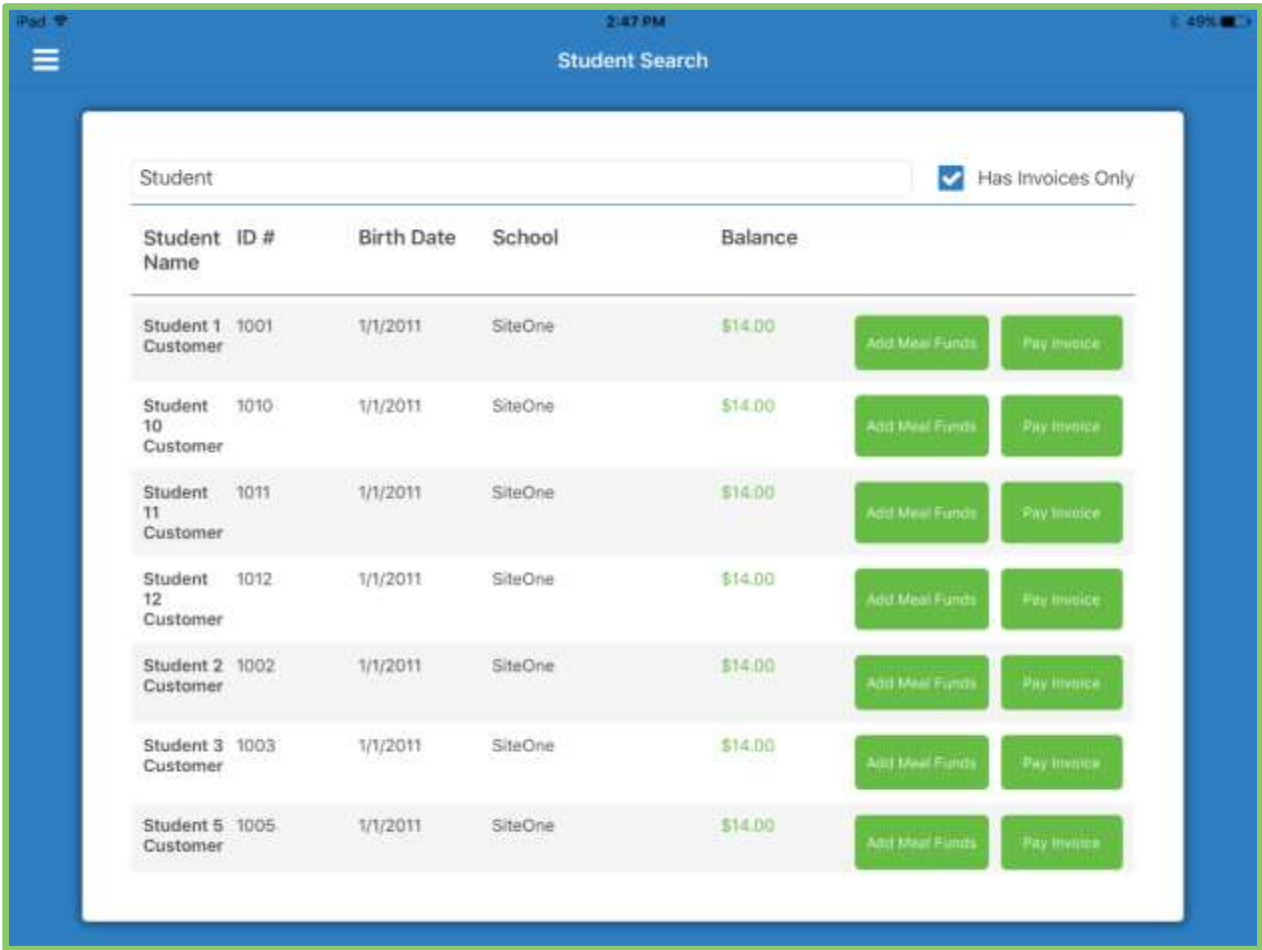 iPad 2:47 PM 49%
Student Search
Student Has Invoices Only
Student ID # Birth Date School Balance
Name
Student 1 1001 1/1/2011 SiteOne $14.00 Add Meal Funds Pay Invoice
Customer
Student 1010 1/1/2011 SiteOne $14.00 Add Meal Funds Pay Invoice
10
Customer
Student 1011 1/1/2011 SiteOne $14.00 Add Meal Funds Pay Invoice
11
Customer
Student 1012 1/1/2011 SiteOne $14.00 Add Meal Funds Pay Invoice
12
Customer
Student 2 1002 1/1/2011 SiteOne $14.00 Add Meal Funds Pay Invoice
Customer
Student 3 1003 1/1/2011 SiteOne $14.00 Add Meal Funds Pay Invoice
Customer
Student 5 1005 1/1/2011 SiteOne $14.00 Add Meal Funds Pay Invoice
Customer